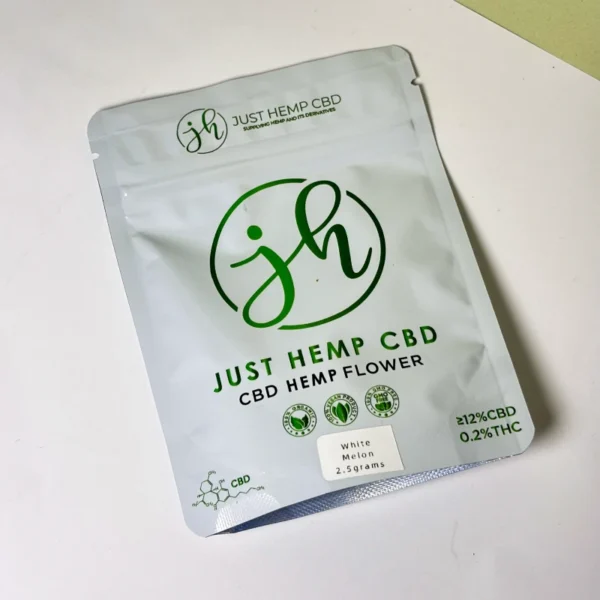 jh JUST HEMP CBD
SUPPLYING HEMP AND ITS DERIVATIVES
jh
JUST HEMP CBD
CBD HEMP FLOWER
≥12%CBD
0.2%THC
White
Melon
2.5grams
CBD